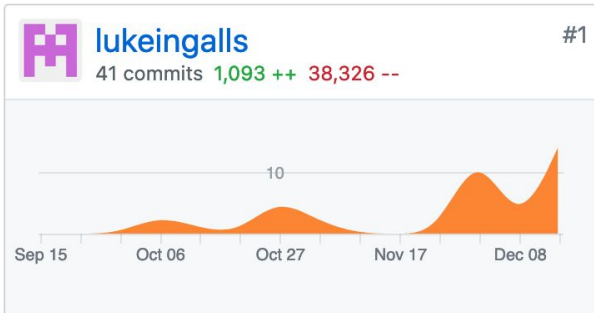 lukeingalls
#1
41 commits 1,093 ++ 38,326 --
10
Sep 15 Oct 06 Oct 27 Nov 17 Dec 08